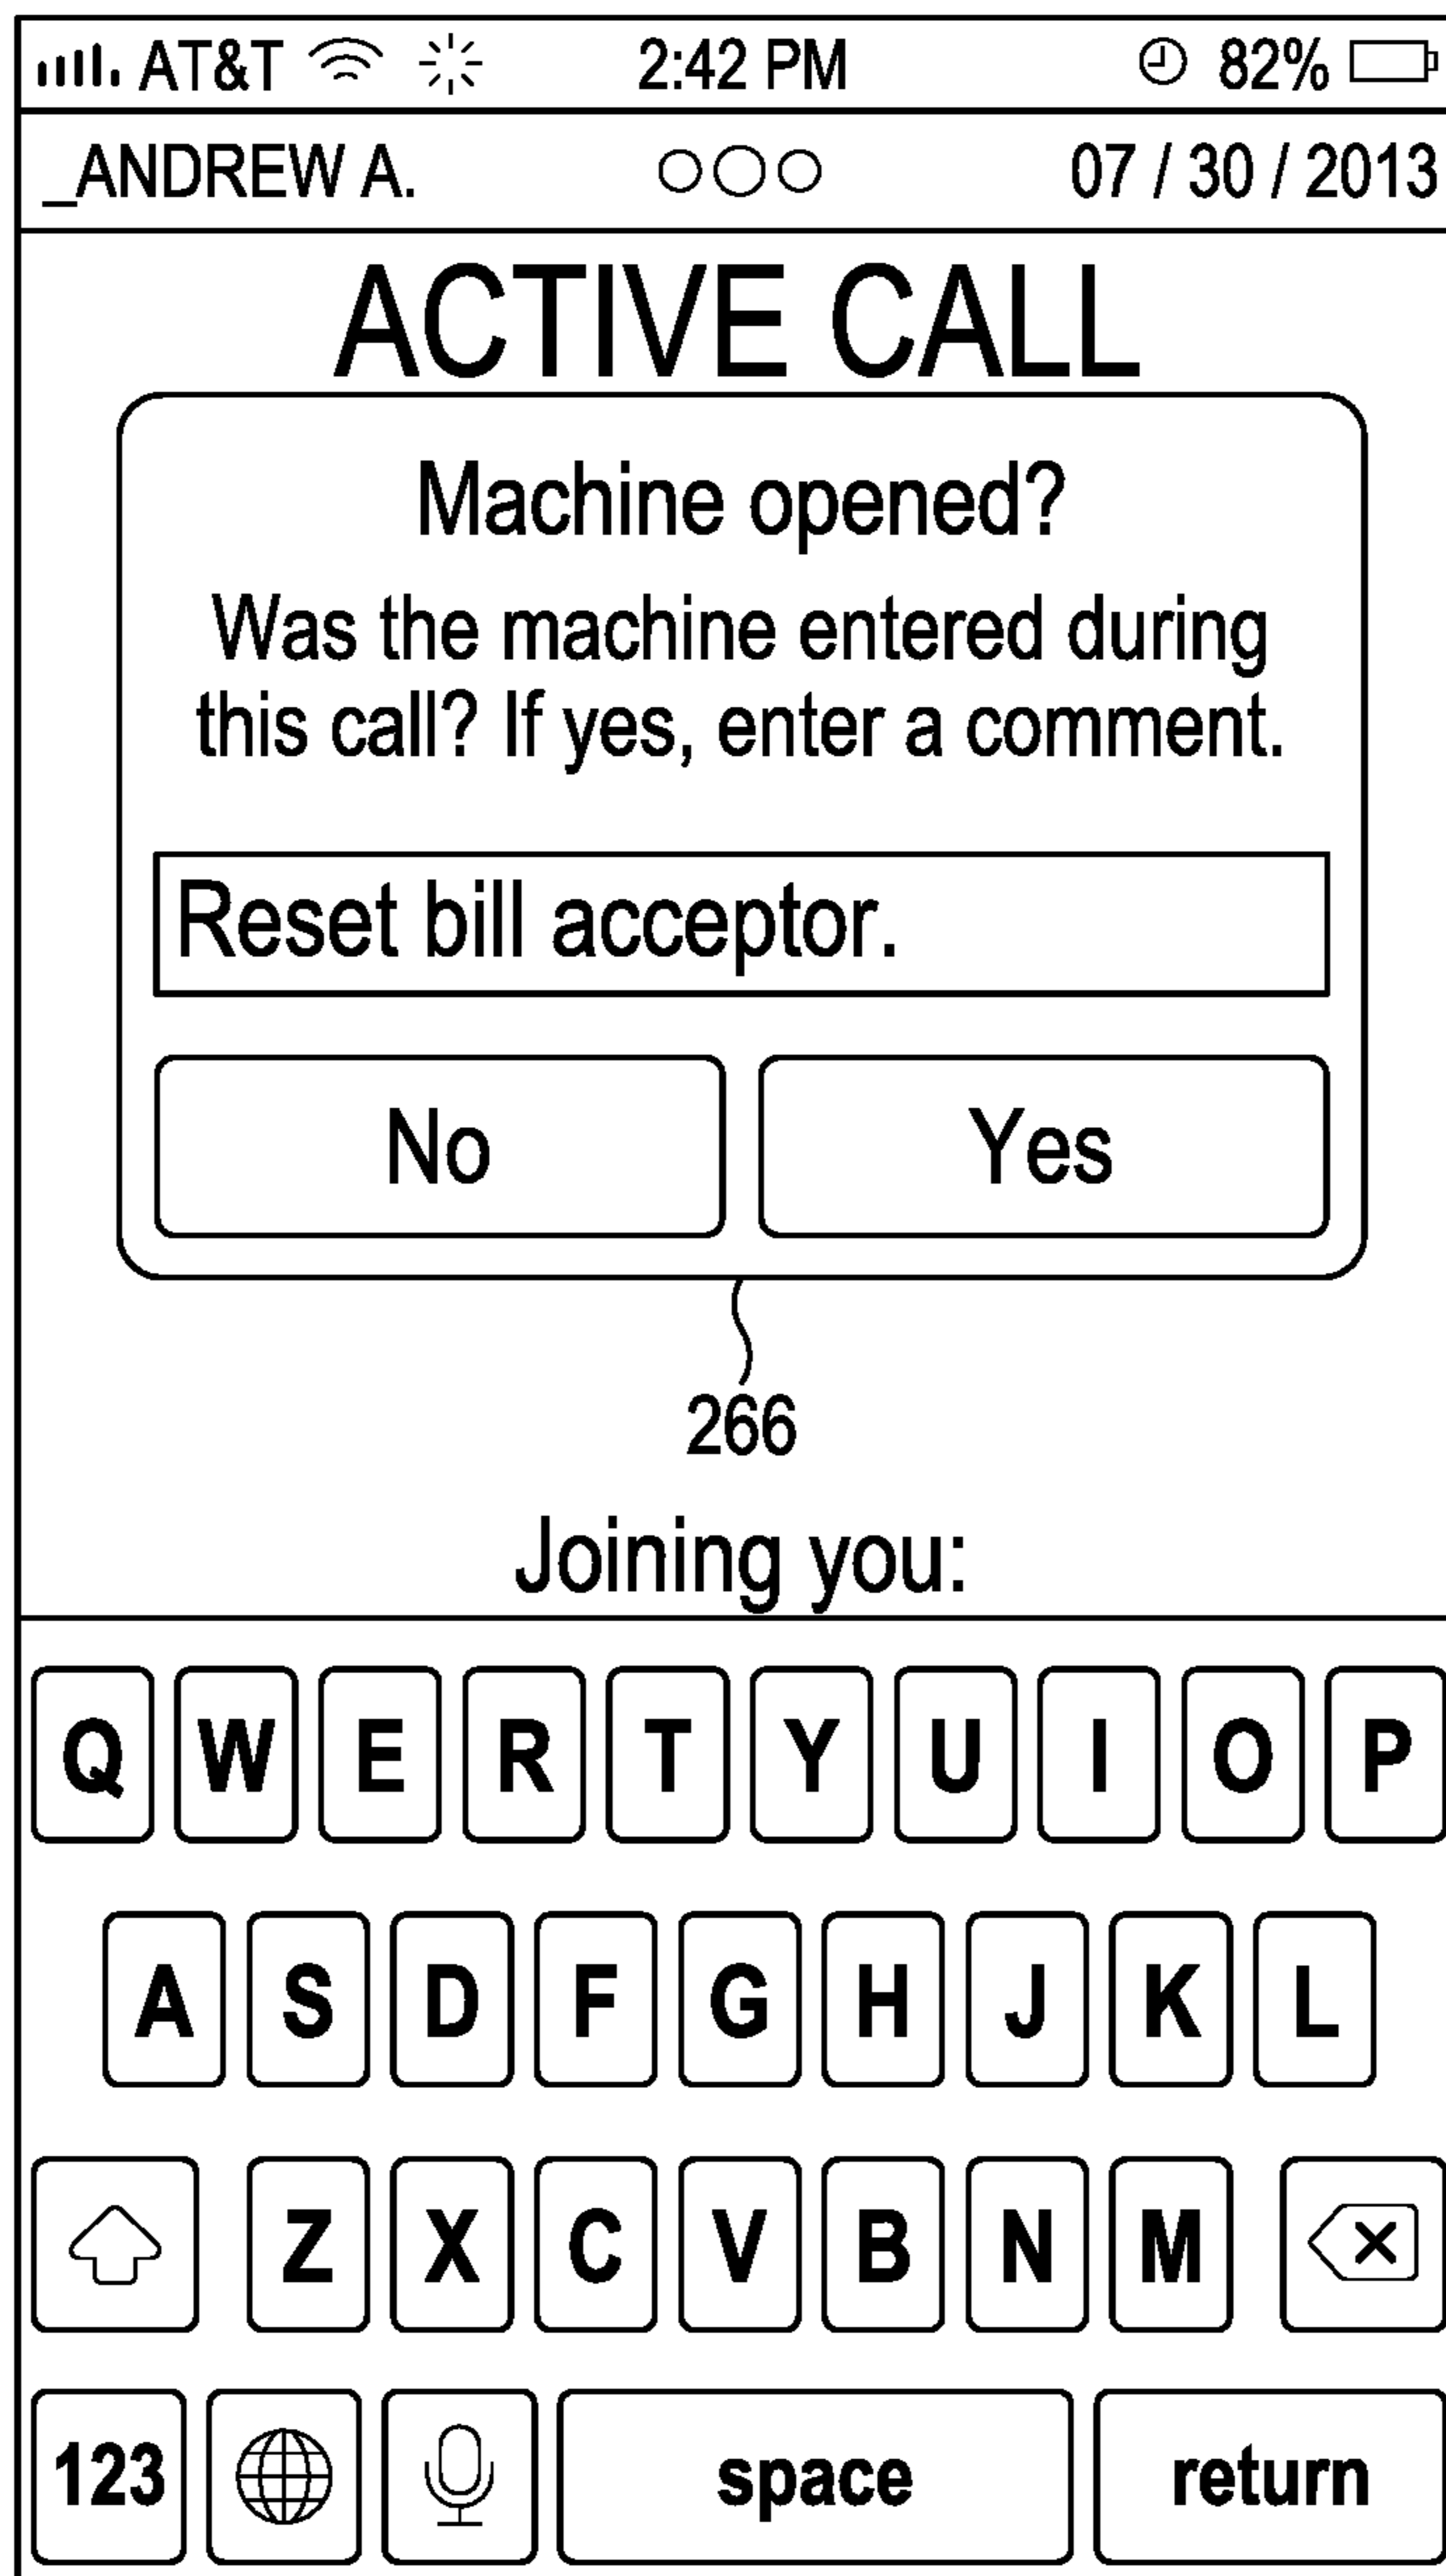 AT&T 2:42 PM 82%
_ANDREW A. 07 / 30 / 2013
ACTIVE CALL
Machine opened?
Was the machine entered during
this call? If yes, enter a comment.
Reset bill acceptor.
No Yes
266
Joining you:
Q W E R T Y U I O P
A S D F G H J K L
Z X C V B N M
123 space return